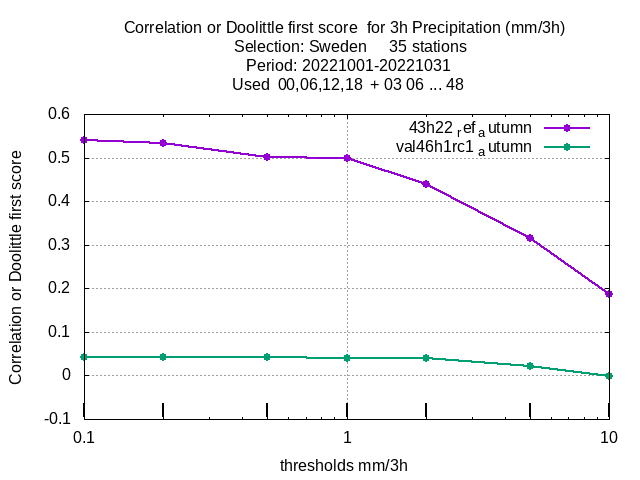 Correlation or Doolittle first score  for 3h Precipitation (mm/3h)
Selection: Sweden     35 stations
Period: 20221001-20221031
Used  00,06,12,18  + 03 06 ... 48
43h22 ref autumn
val46h1rc1 autumn
0.6
0.5
0.4
0.3
0.2
0.1
0
-0.1
0.1
1
10
Correlation or Doolittle first score
thresholds mm/3h